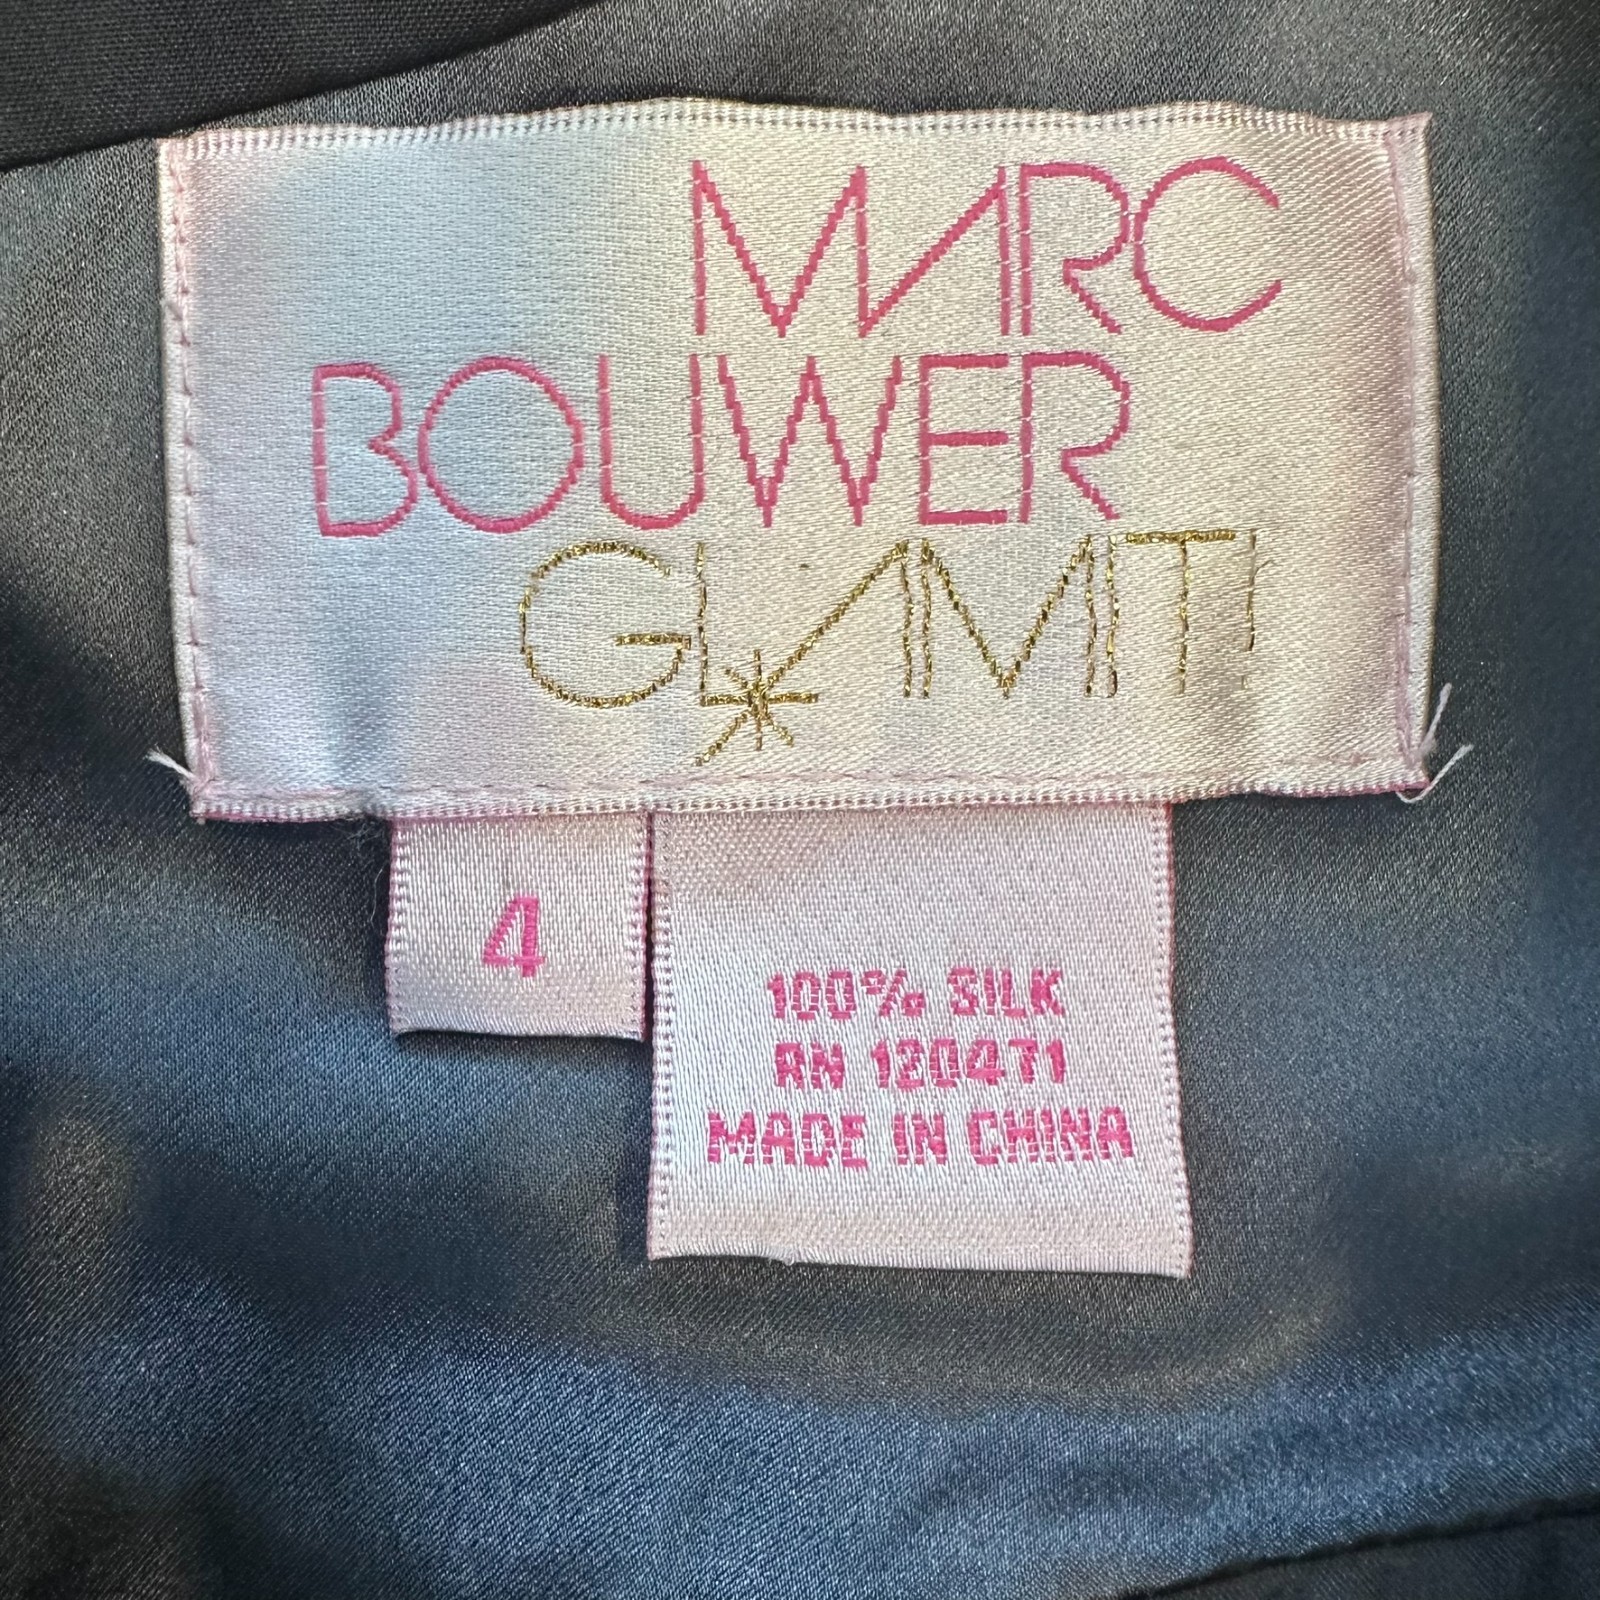 MARC
BOUWER
GLAMIT!
4
100% SILK
RN 120471
MADE IN CHINA